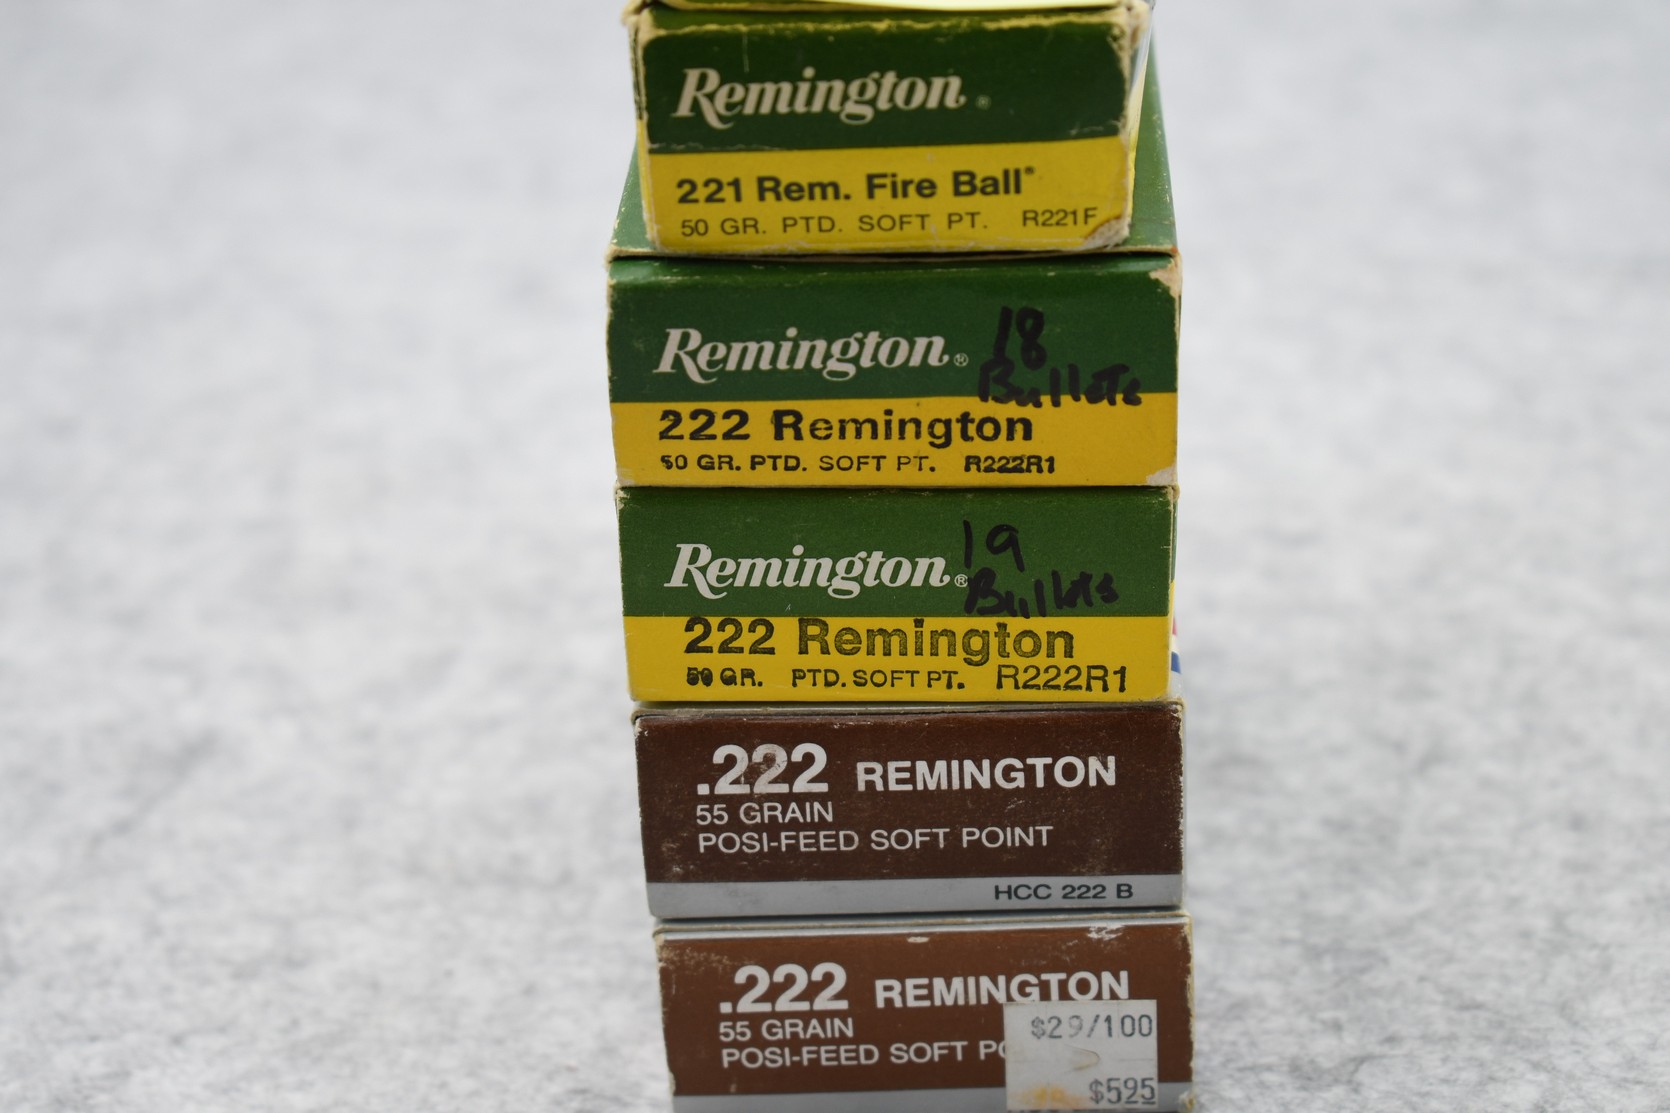 Remington®
221 Rem. Fire Ball®
50 GR. PTD. SOFT PT. R221F
Remington®
18
Bullets
222 Remington
50 GR. PTD. SOFT PT. R222R1
Remington®
19
Bullets
222 Remington
50 GR. PTD. SOFT PT. R222R1
.222 REMINGTON
55 GRAIN
POSI-FEED SOFT POINT
HCC 222 B
.222 REMINGTON
55 GRAIN
POSI-FEED SOFT
$29/100
$595